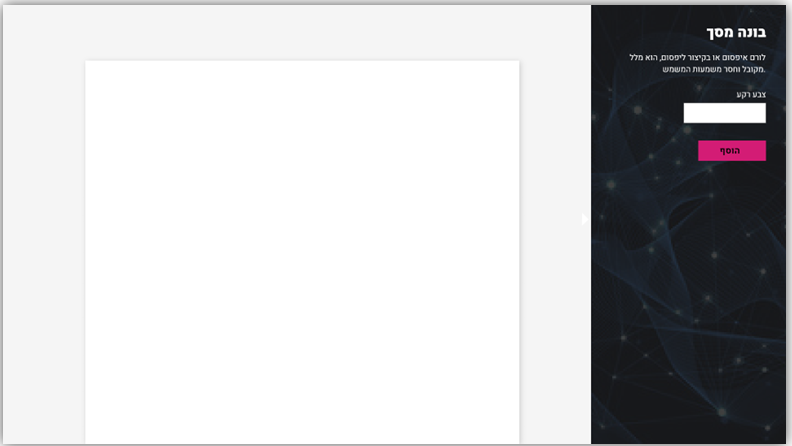 בונה מסך
לורם איפסום או בקיצור ליפסום, הוא מלל
מקובל וחסר משמעות המשמש.
צבע רקע
הוסף